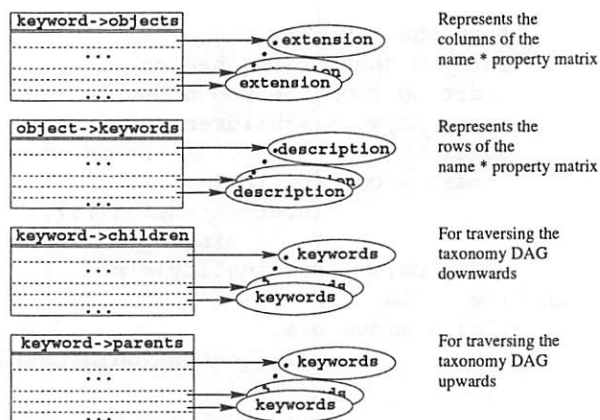 keyword->objects
...
...
.extension
extension
Represents the
columns of the
name * property matrix
object->keywords
...
...
.description
description
Represents the
rows of the
name * property matrix
keyword->children
...
...
. keywords
keywords
For traversing the
taxonomy DAG
downwards
keyword->parents
...
...
. keywords
keywords
For traversing the
taxonomy DAG
upwards